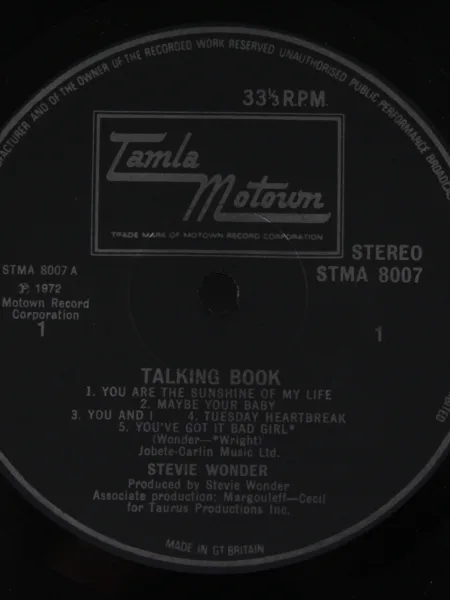 MANUFACTURER AND OF THE OWNER OF THE RECORDED WORK RESERVED UNAUTHORISED PUBLIC PERFORMANCE BROADCAS
33⅓ R.P.M.
Tamla
Motown
TRADE MARK OF MOTOWN RECORD CORPORATION
STEREO
STMA 8007
STMA 8007 A
℗ 1972
Motown Record
Corporation
1
1
TALKING BOOK
1. YOU ARE THE SUNSHINE OF MY LIFE
2. MAYBE YOUR BABY
3. YOU AND I 4. TUESDAY HEARTBREAK
5. YOU'VE GOT IT BAD GIRL*
(Wonder—*Wright)
Jobete-Carlin Music Ltd.
STEVIE WONDER
Produced by Stevie Wonder
Associate production: Margouleff—Cecil
for Taurus Productions Inc.
MADE IN GT BRITAIN